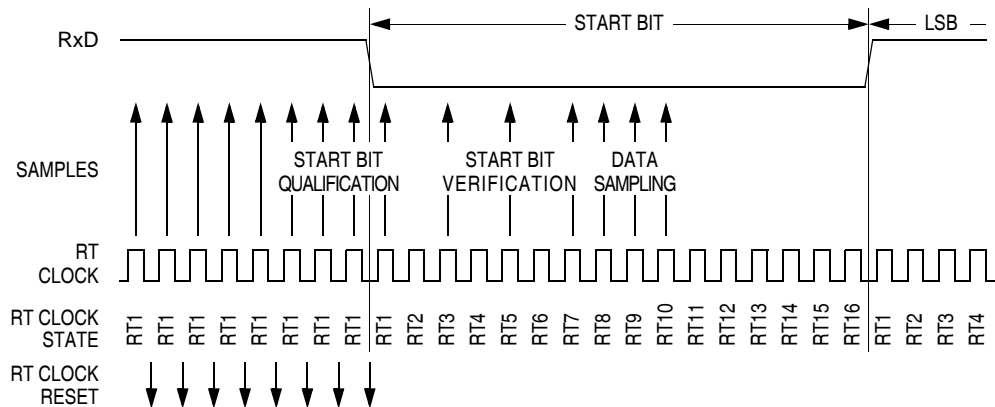 START BIT
LSB
RxD
SAMPLES
START BIT
QUALIFICATION
START BIT
VERIFICATION
DATA
SAMPLING
RT
CLOCK
RT CLOCK
STATE
RT1 RT1 RT1 RT1 RT1 RT1 RT1 RT1 RT1 RT2 RT3 RT4 RT5 RT6 RT7 RT8 RT9 RT10 RT11 RT12 RT13 RT14 RT15 RT16 RT1 RT2 RT3 RT4
RT CLOCK
RESET